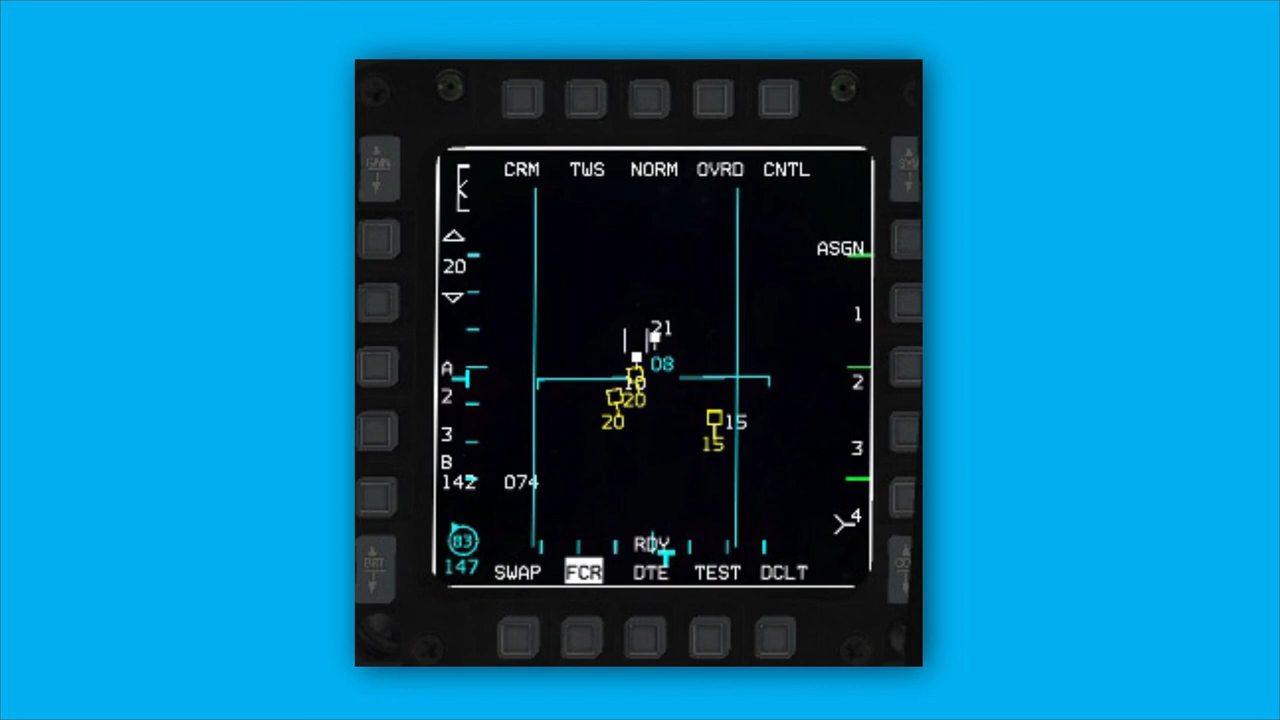 CRM TWS NORM OVRD CNTL
ASGN
20
1
21
08
A
2
2
20
20
15
15
3
3
B
142 074
4
83
RDY
147
SWAP FCR DTE TEST DCLT